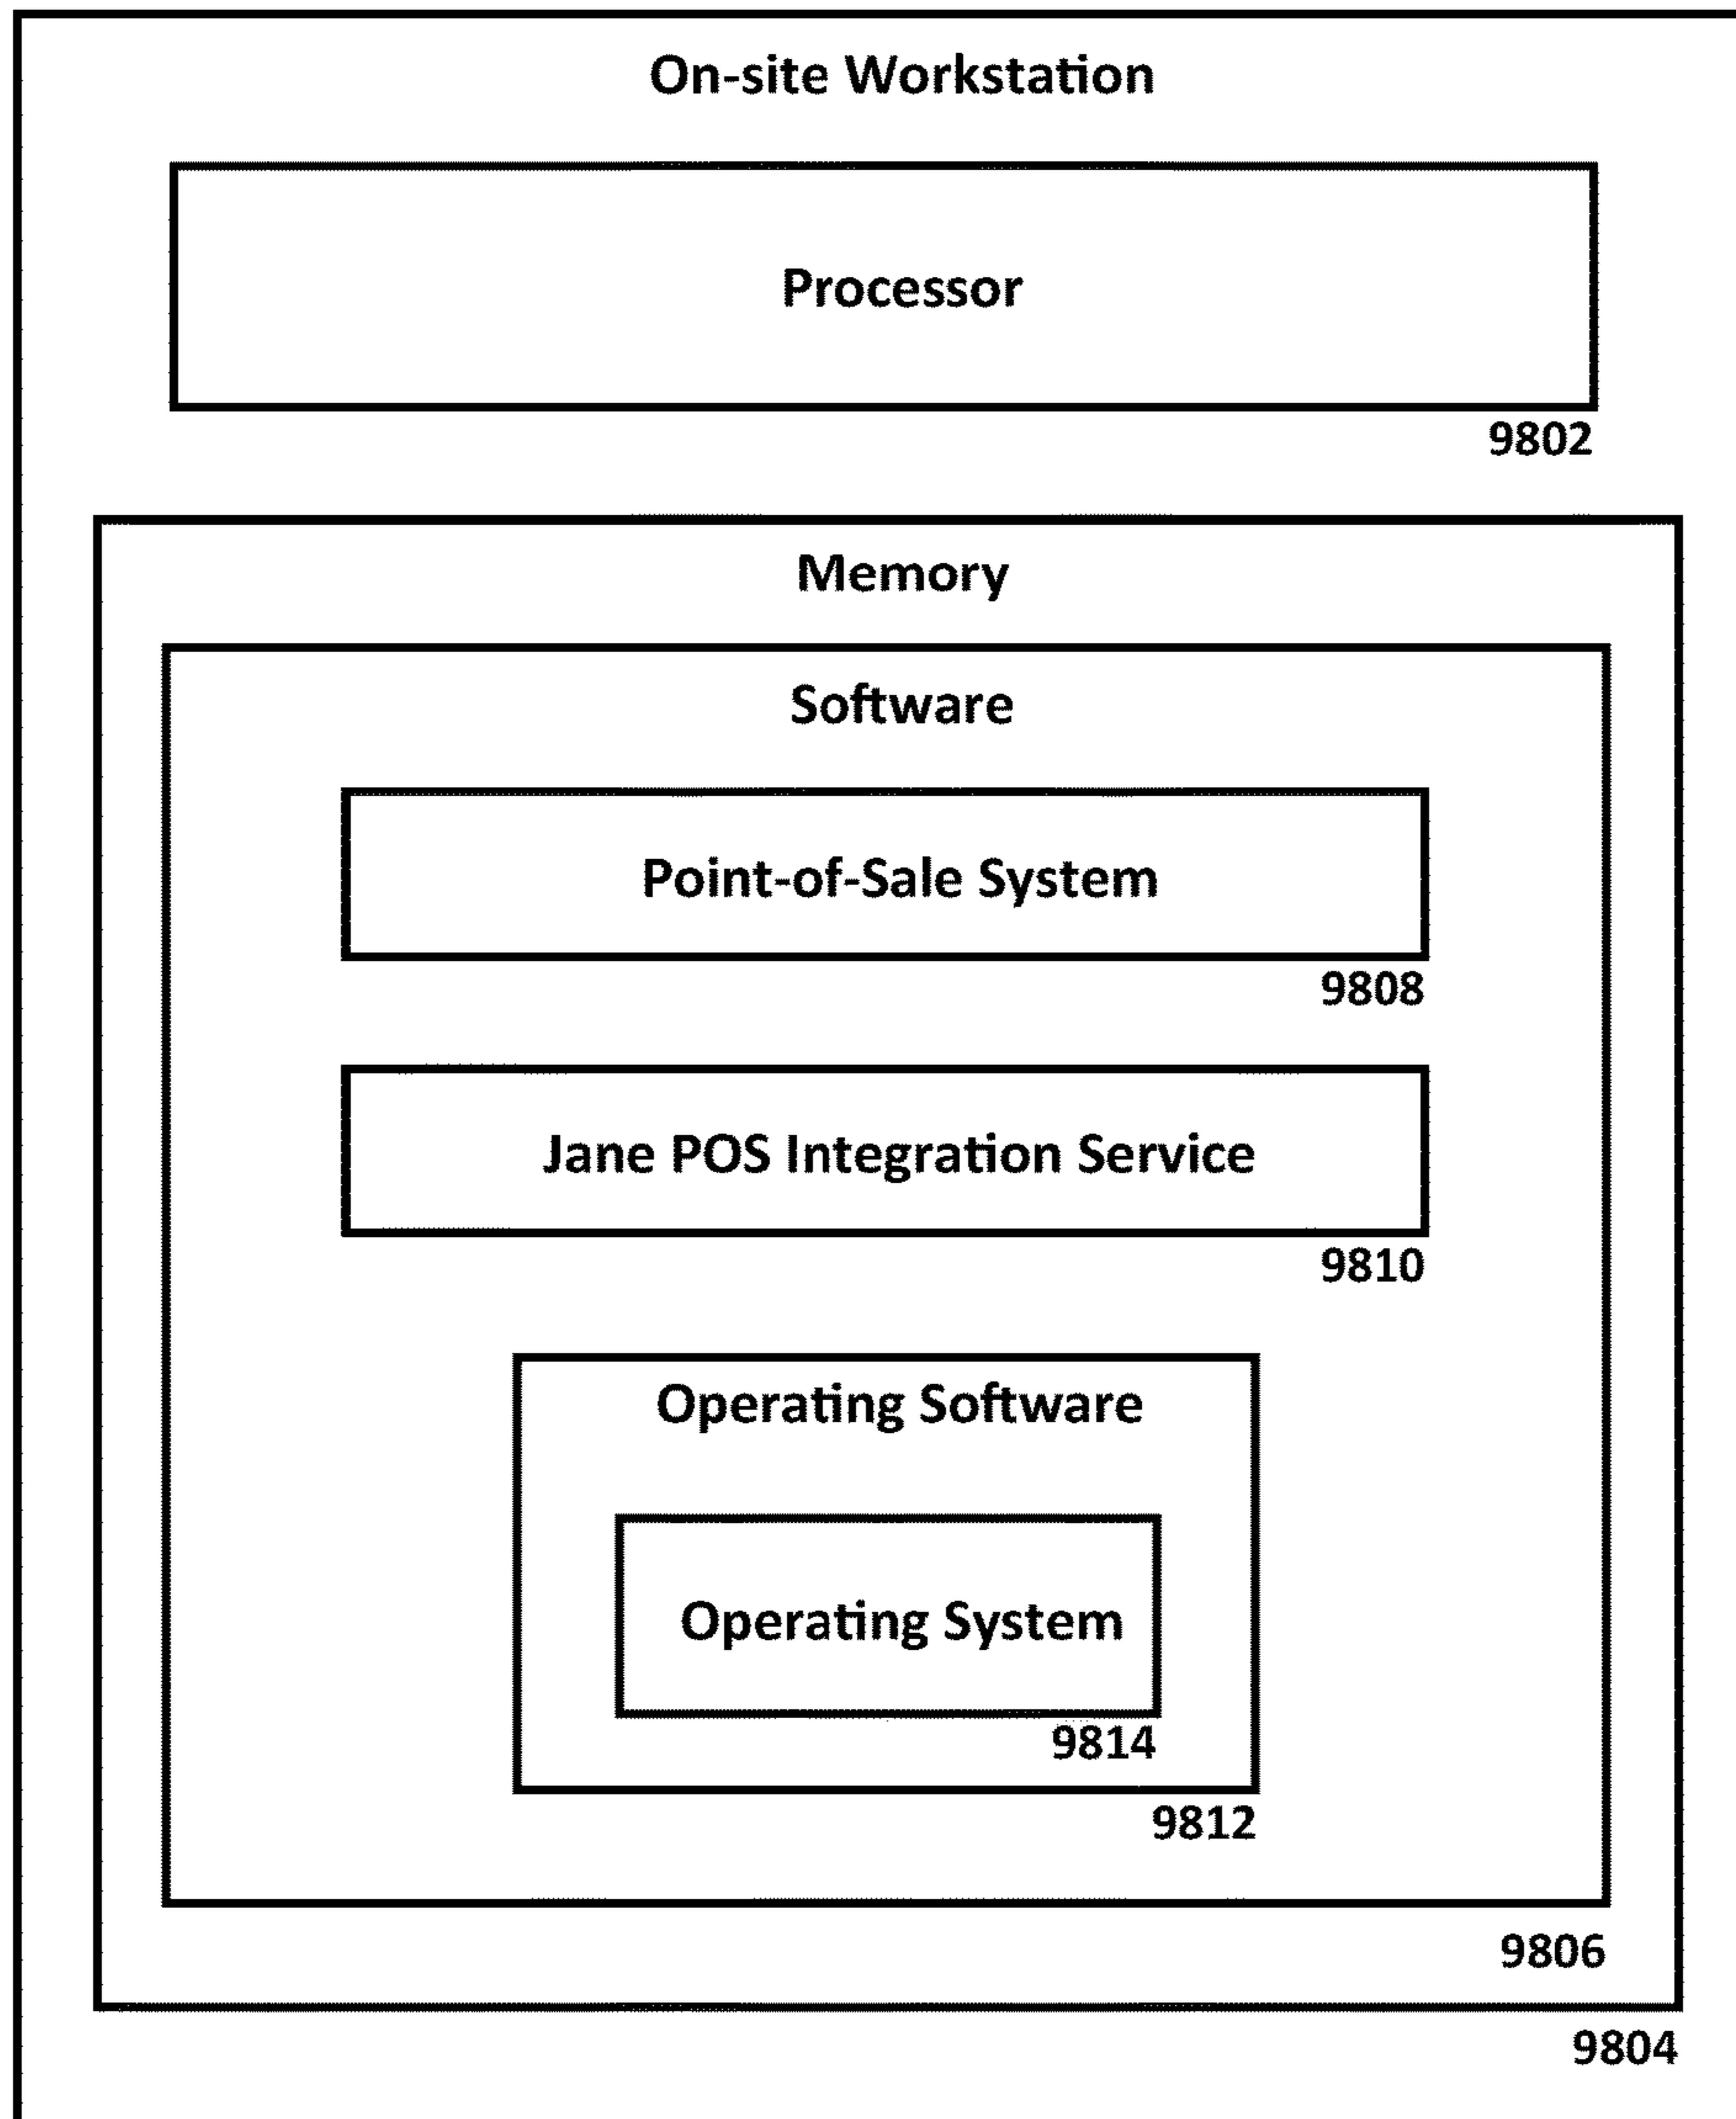 On-site Workstation
Processor
9802
Memory
Software
Point-of-Sale System
9808
Jane POS Integration Service
9810
Operating Software
Operating System
9814
9812
9806
9804